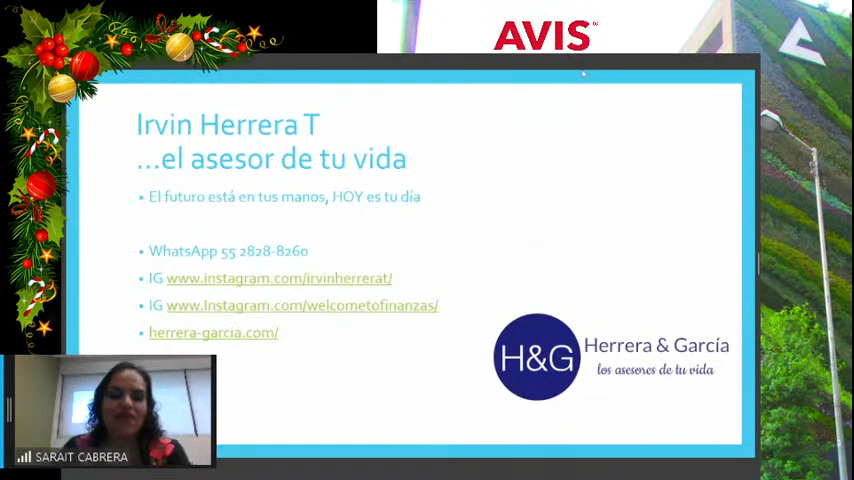 AVIS
Irvin Herrera T
...el asesor de tu vida
• El futuro está en tus manos, HOY es tu día
• WhatsApp 55 2828-8260
• IG www.instagram.com/irvinherrerat/
• IG www.Instagram.com/welcometofinanzas/
• herrera-garcia.com/
H&G
Herrera & García
los asesores de tu vida
SARAIT CABRERA